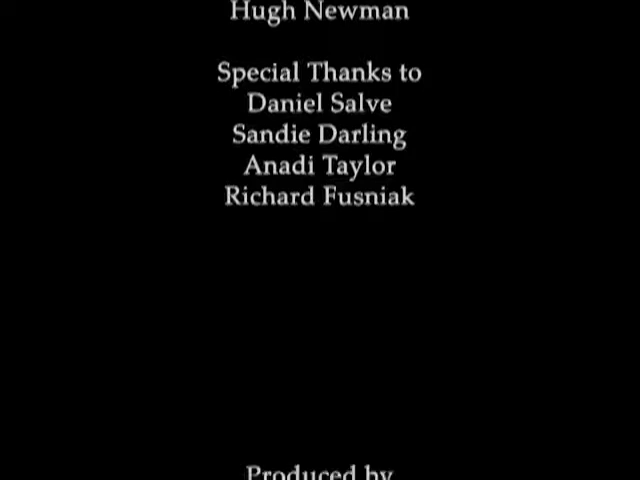 Hugh Newman
Special Thanks to
Daniel Salve
Sandie Darling
Anadi Taylor
Richard Fusniak
Produced by